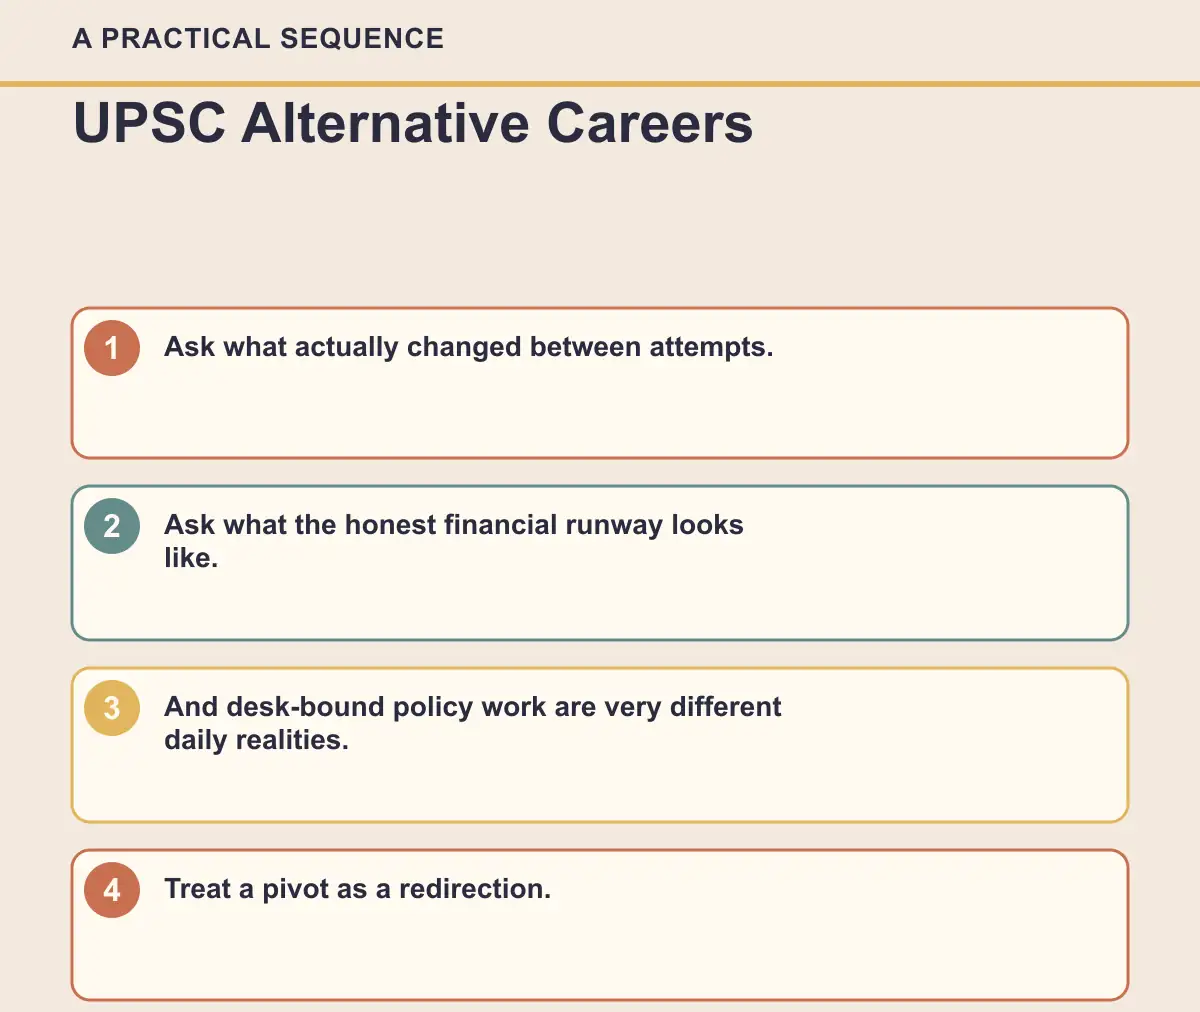 A PRACTICAL SEQUENCE
UPSC Alternative Careers
1
Ask what actually changed between attempts.
2
Ask what the honest financial runway looks
like.
3
And desk-bound policy work are very different
daily realities.
4
Treat a pivot as a redirection.